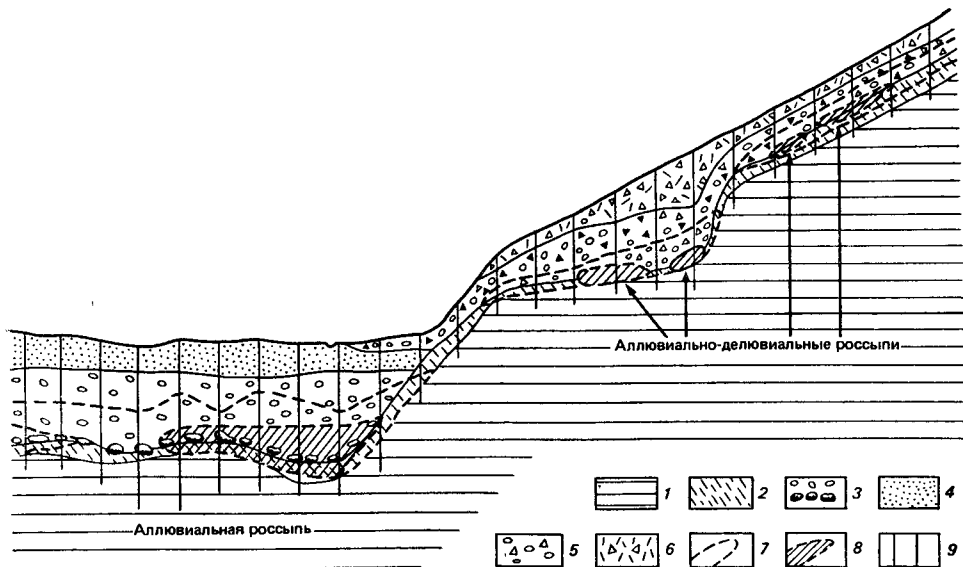 Аллювиально-делювиальные россыпи
Аллювиальная россыпь
1 2 3 4
5 6 7 8 9